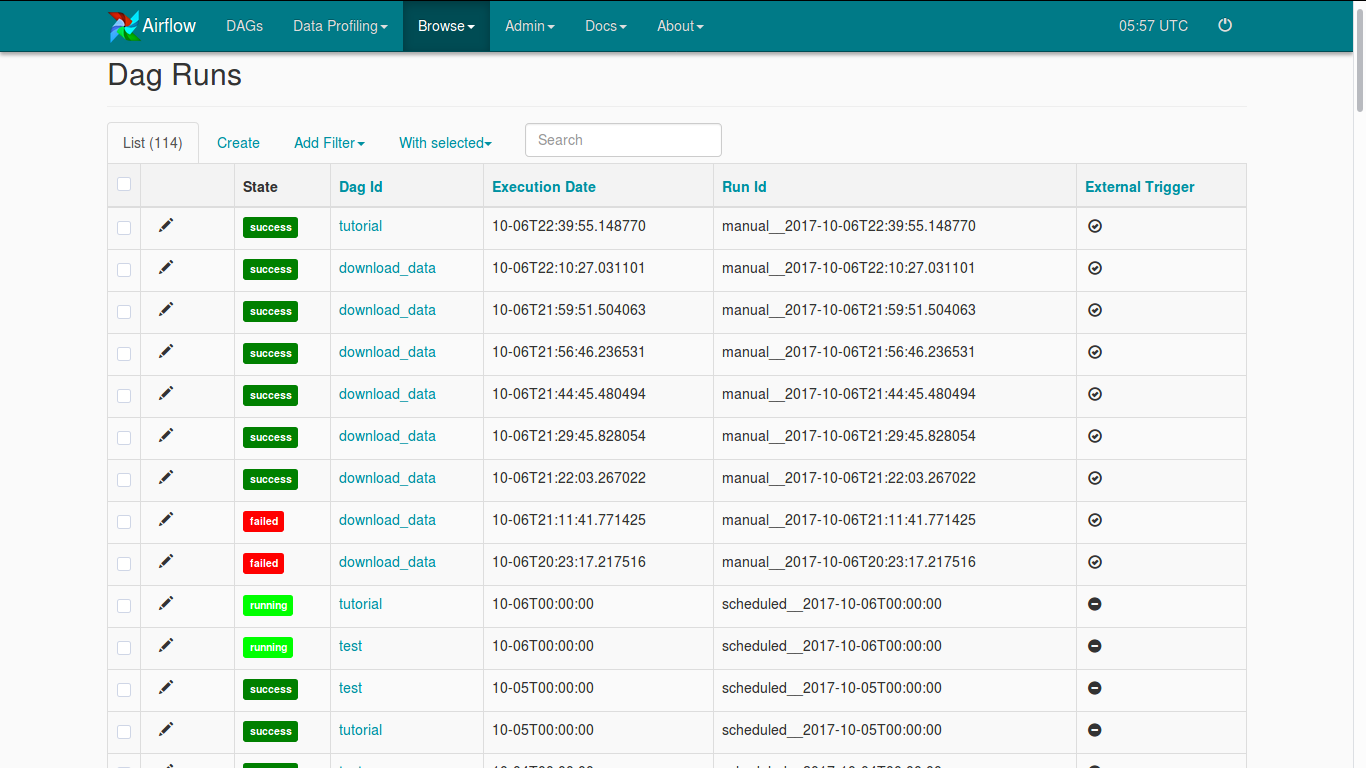 Airflow DAGs Data Profiling Browse Admin Docs About 05:57 UTC
Dag Runs
List (114) Create Add Filter With selected Search
State Dag Id Execution Date Run Id External Trigger
success tutorial 10-06T22:39:55.148770 manual__2017-10-06T22:39:55.148770
success download_data 10-06T22:10:27.031101 manual__2017-10-06T22:10:27.031101
success download_data 10-06T21:59:51.504063 manual__2017-10-06T21:59:51.504063
success download_data 10-06T21:56:46.236531 manual__2017-10-06T21:56:46.236531
success download_data 10-06T21:44:45.480494 manual__2017-10-06T21:44:45.480494
success download_data 10-06T21:29:45.828054 manual__2017-10-06T21:29:45.828054
success download_data 10-06T21:22:03.267022 manual__2017-10-06T21:22:03.267022
failed download_data 10-06T21:11:41.771425 manual__2017-10-06T21:11:41.771425
failed download_data 10-06T20:23:17.217516 manual__2017-10-06T20:23:17.217516
running tutorial 10-06T00:00:00 scheduled__2017-10-06T00:00:00
running test 10-06T00:00:00 scheduled__2017-10-06T00:00:00
success test 10-05T00:00:00 scheduled__2017-10-05T00:00:00
success tutorial 10-05T00:00:00 scheduled__2017-10-05T00:00:00